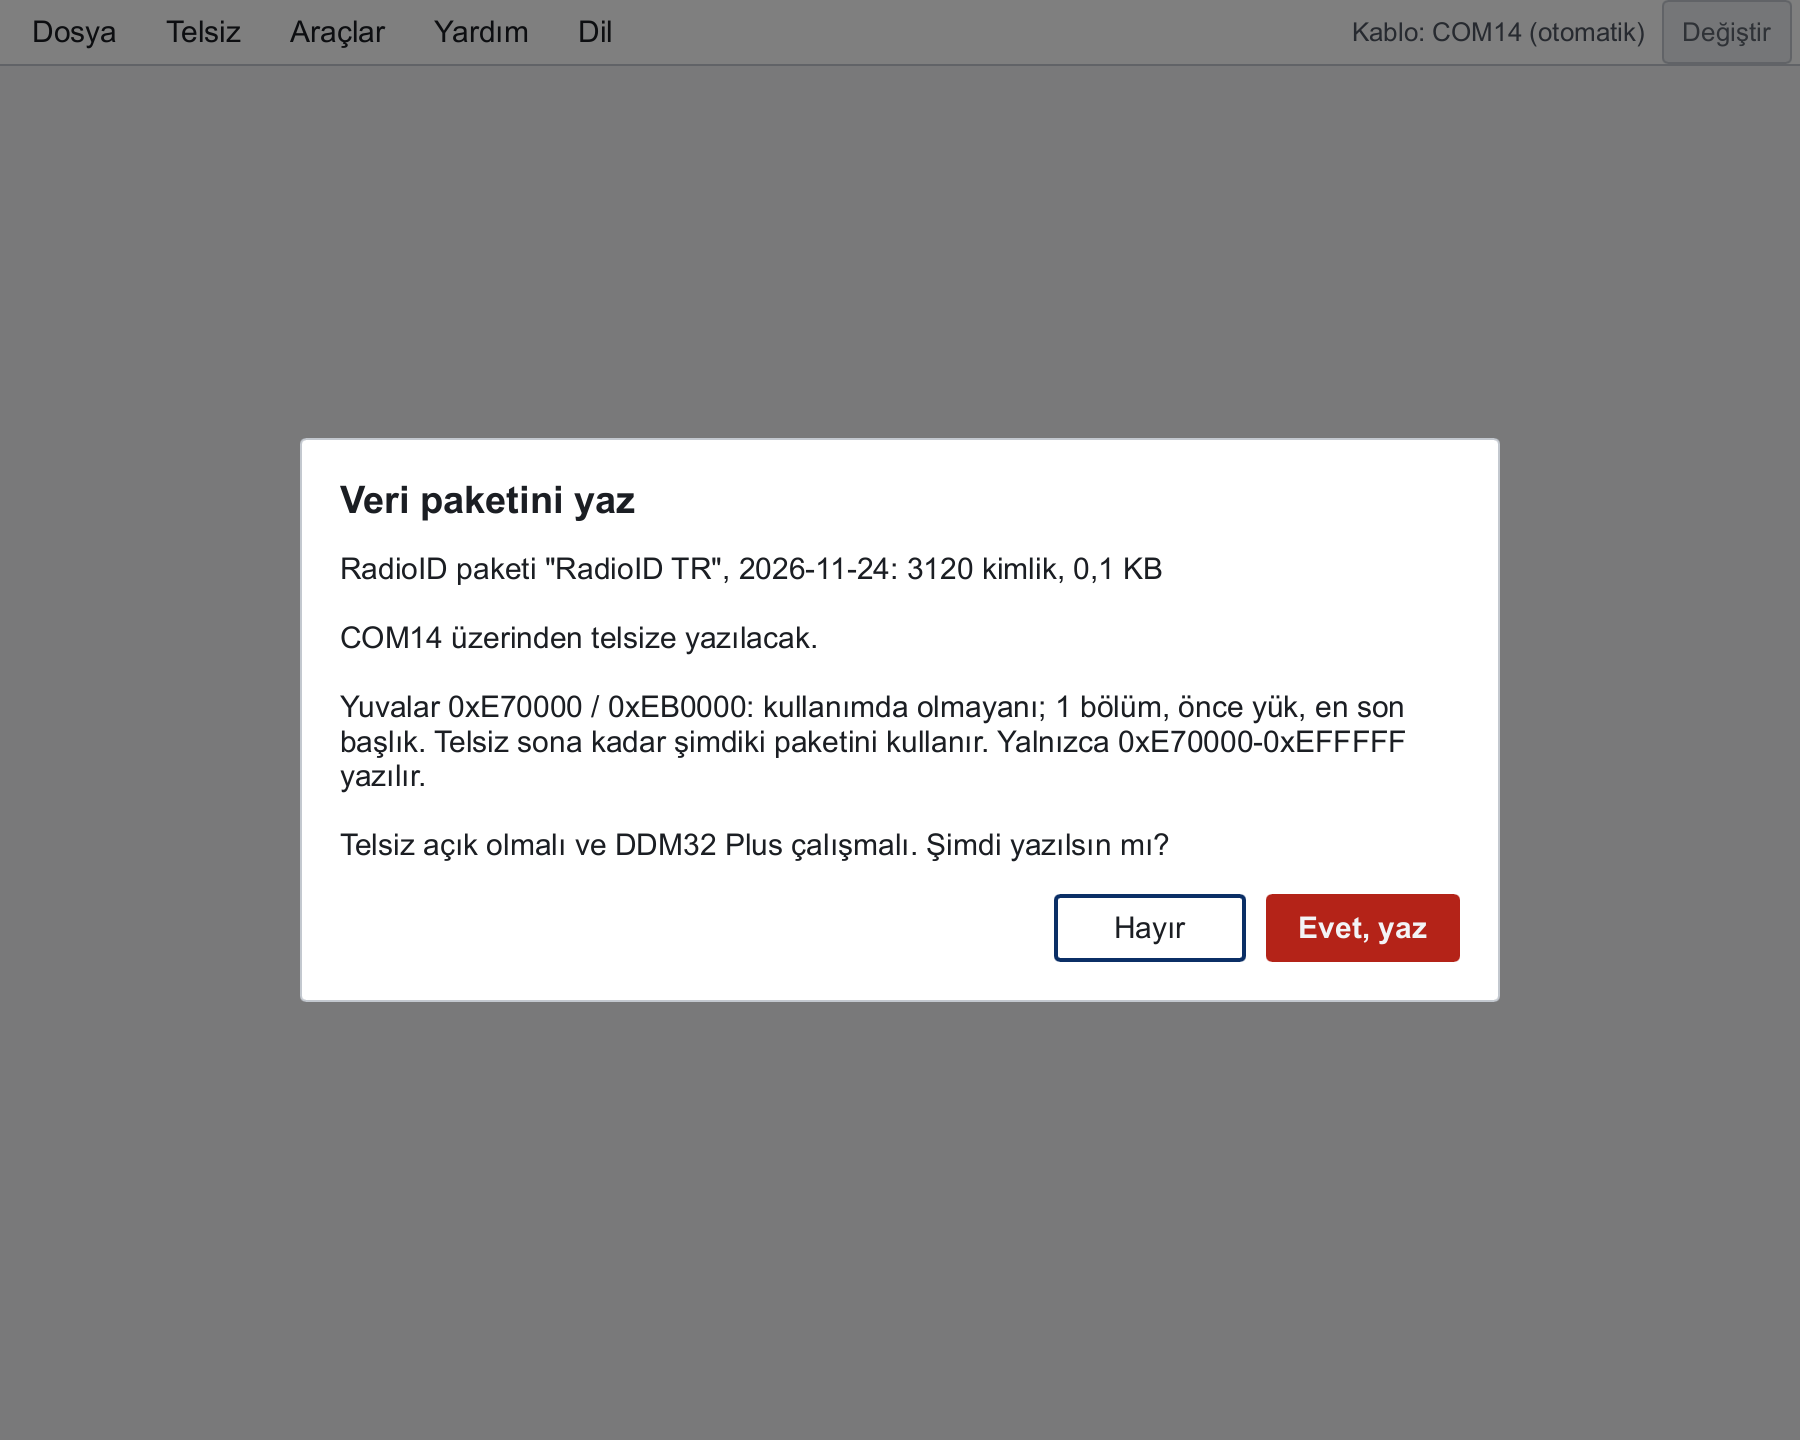 Dosya Telsiz Araçlar Yardım Dil Kablo: COM14 (otomatik) Değiştir
Veri paketini yaz
RadioID paketi "RadioID TR", 2026-11-24: 3120 kimlik, 0,1 KB
COM14 üzerinden telsize yazılacak.
Yuvalar 0xE70000 / 0xEB0000: kullanımda olmayanı; 1 bölüm, önce yük, en son
başlık. Telsiz sona kadar şimdiki paketini kullanır. Yalnızca 0xE70000-0xEFFFFF
yazılır.
Telsiz açık olmalı ve DDM32 Plus çalışmalı. Şimdi yazılsın mı?
Hayır Evet, yaz